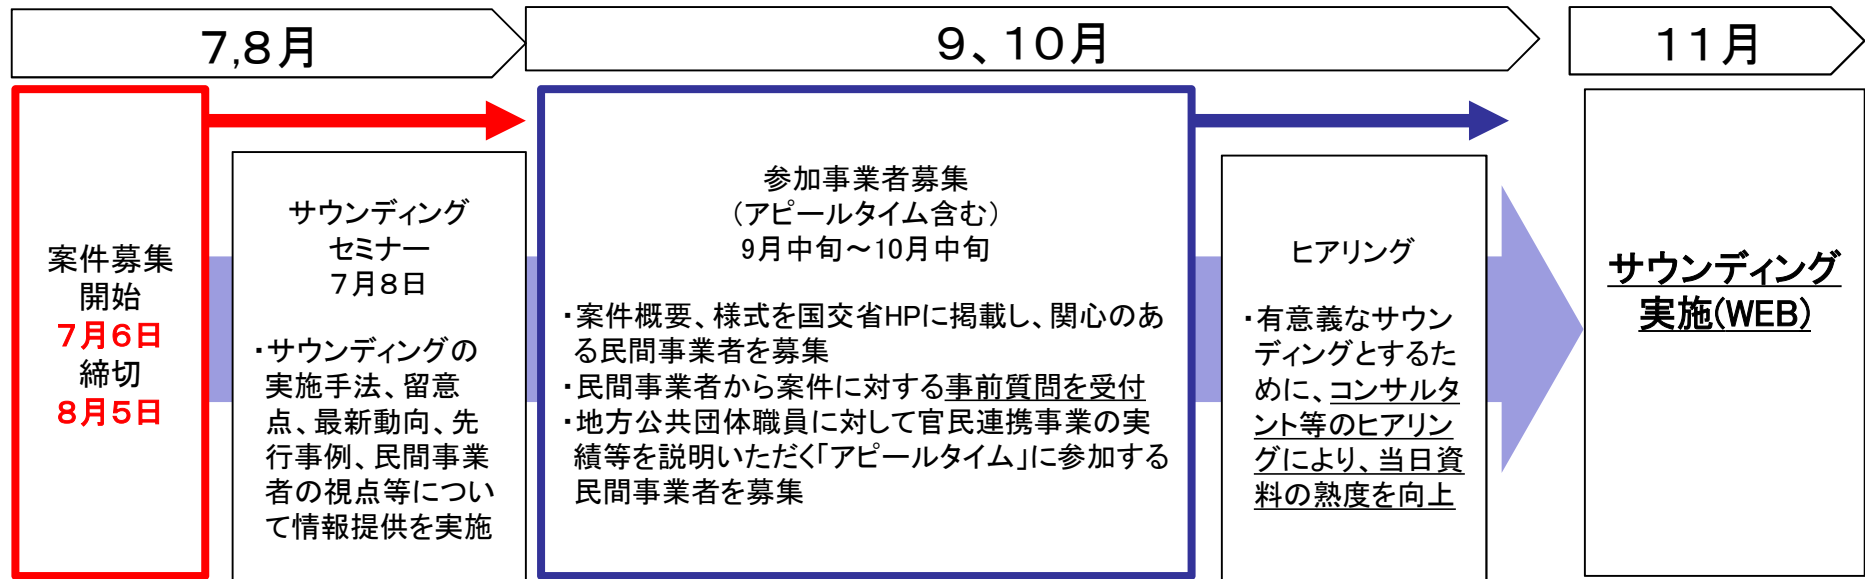 7,8月
９、１０月
１１月
案件募集
開始
７月６日
締切
８月５日
サウンディング
セミナー
７月８日
・サウンディングの
実施手法、留意
点、最新動向、先
行事例、民間事業
者の視点等につい
て情報提供を実施
参加事業者募集
（アピールタイム含む）
9月中旬～10月中旬
・案件概要、様式を国交省HPに掲載し、関心のあ
る民間事業者を募集
・民間事業者から案件に対する事前質問を受付
・地方公共団体職員に対して官民連携事業の実
績等を説明いただく「アピールタイム」に参加する
民間事業者を募集
ヒアリング
・有意義なサウン
ディングとするた
めに、コンサルタ
ント等のヒアリン
グにより、当日資
料の熟度を向上
サウンディング
実施(WEB)